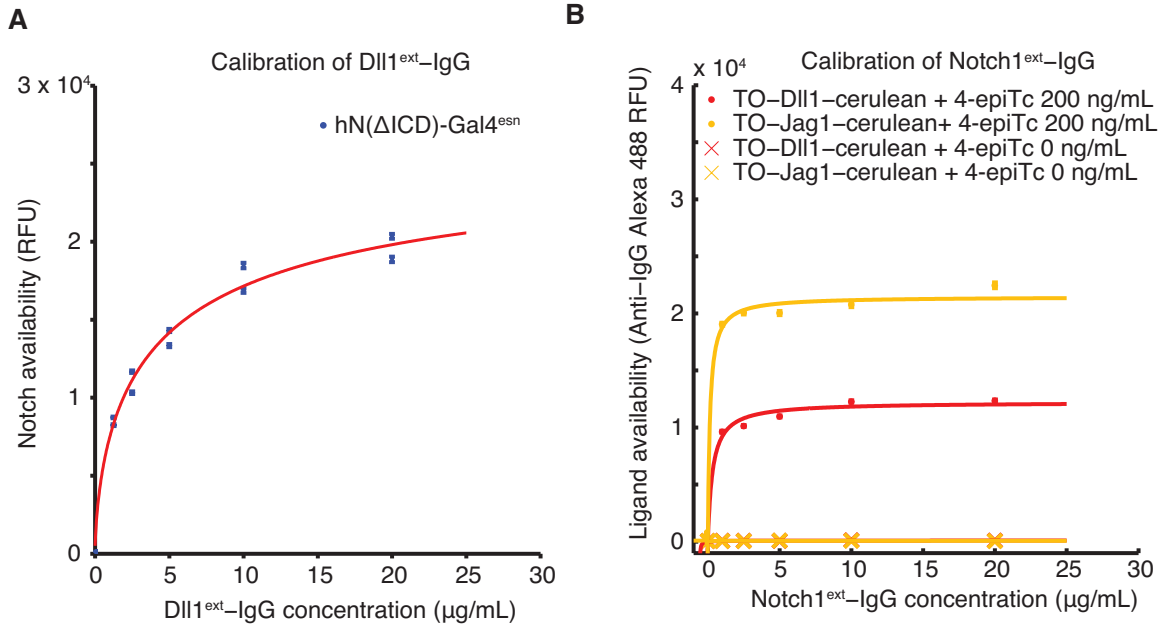 A
Calibration of Dll1ext–IgG
3 x 10⁴
hN(ΔICD)-Gal4esn
2
1
0
Notch availability (RFU)
0 5 10 15 20 25 30
Dll1ext–IgG concentration (µg/mL)
B
Calibration of Notch1ext–IgG
x 10⁴
4
TO–Dll1–cerulean + 4-epiTc 200 ng/mL
TO–Jag1–cerulean+ 4-epiTc 200 ng/mL
TO–Dll1–cerulean + 4-epiTc 0 ng/mL
TO–Jag1–cerulean + 4-epiTc 0 ng/mL
3
2
1
0
Ligand availability (Anti–IgG Alexa 488 RFU)
0 5 10 15 20 25 30
Notch1ext–IgG concentration (µg/mL)